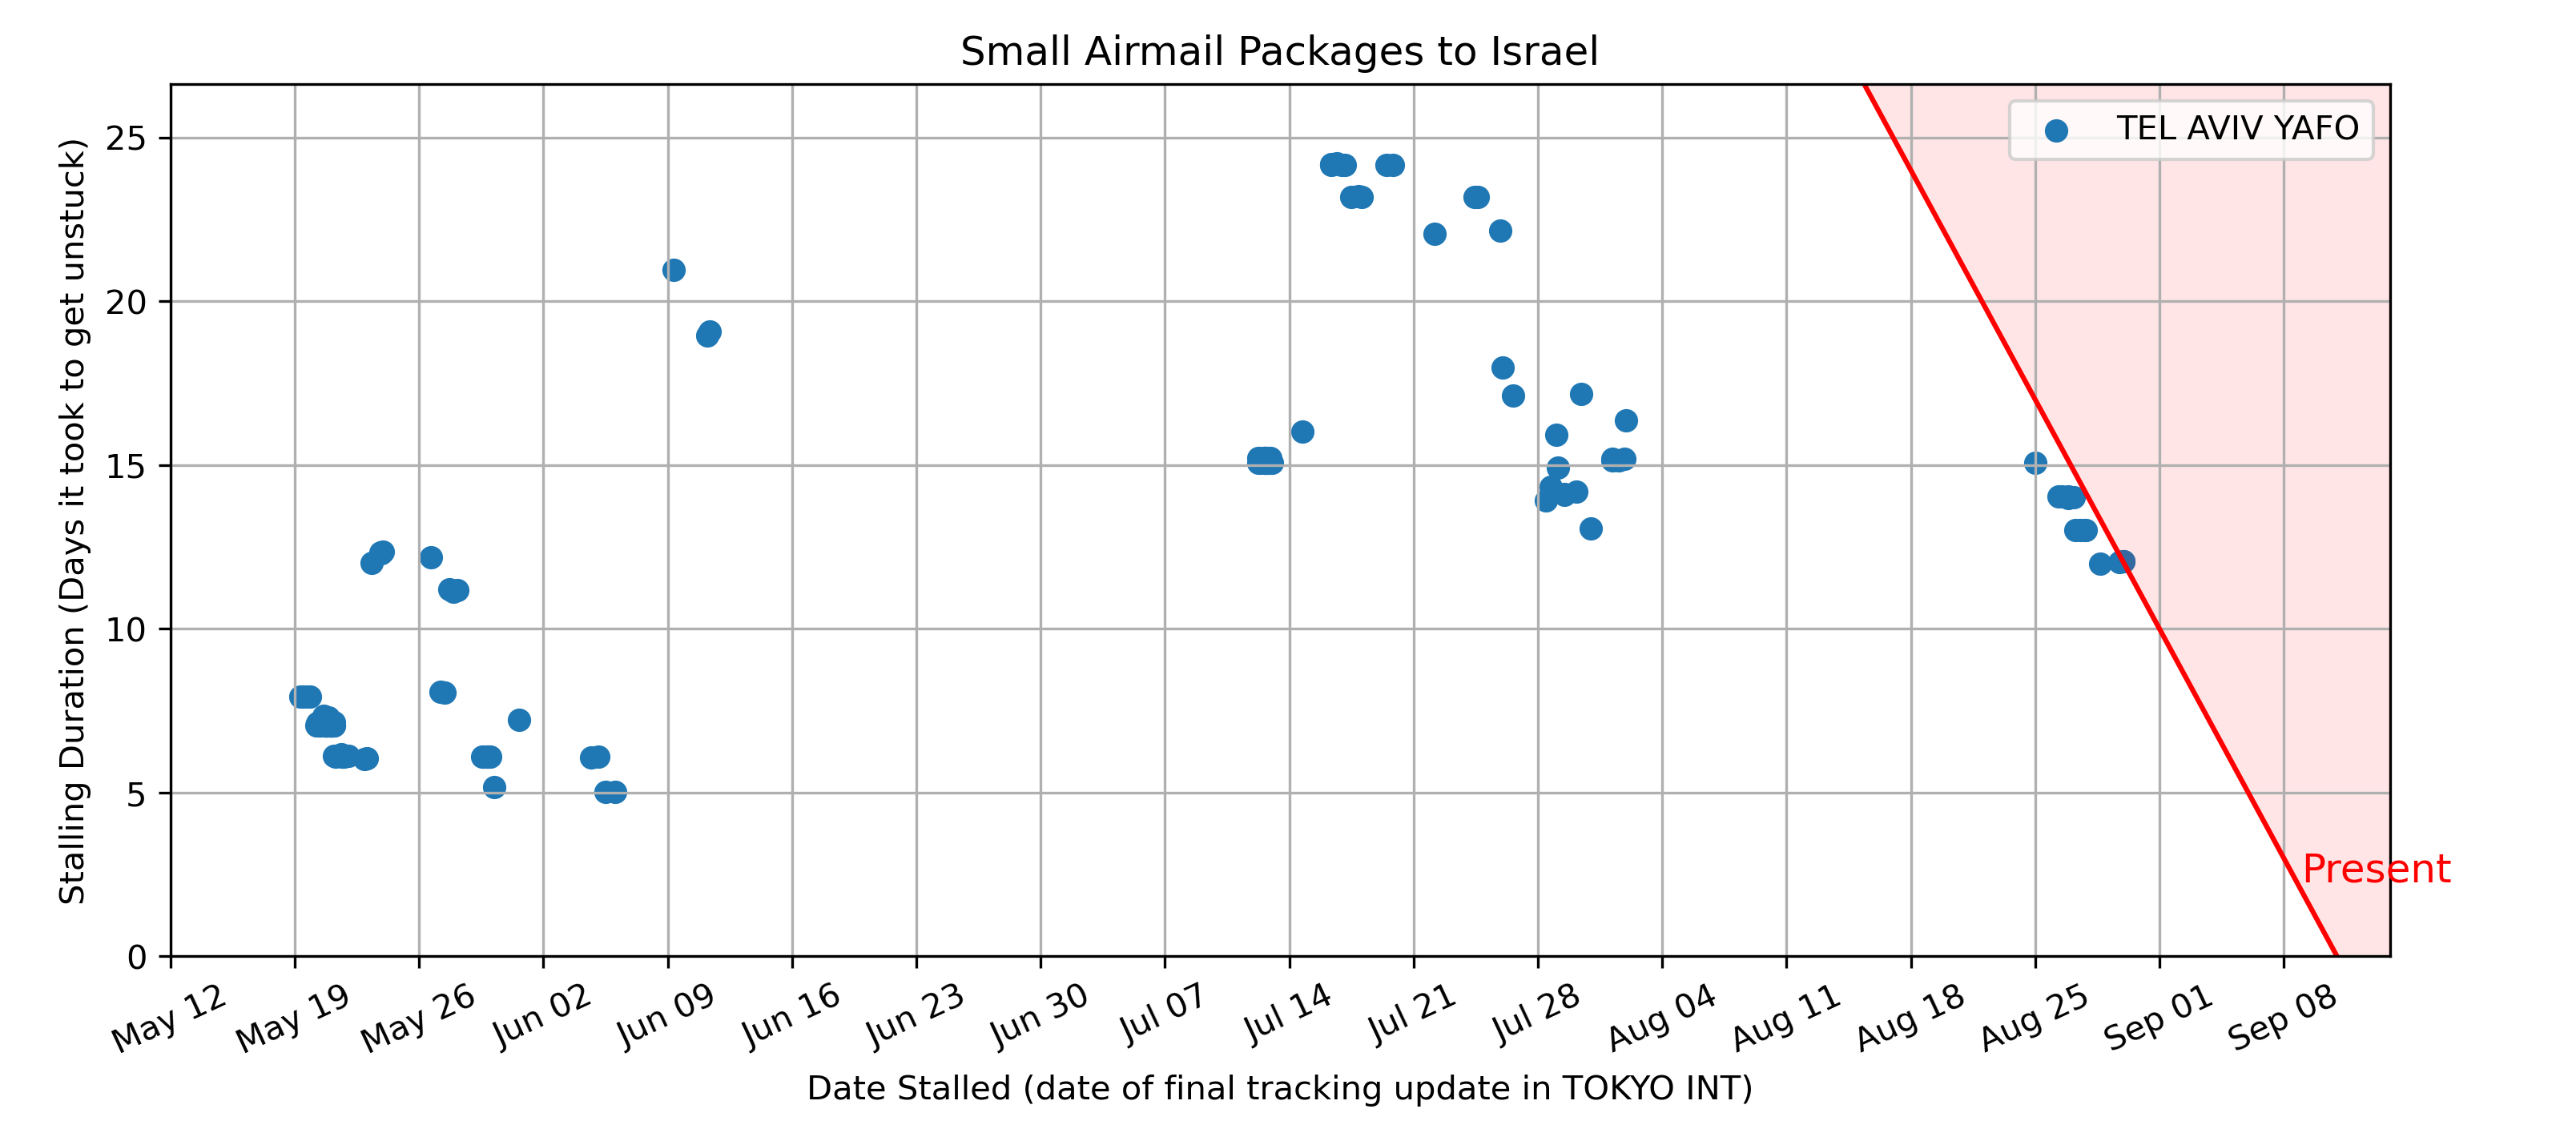 Small Airmail Packages to Israel
TEL AVIV YAFO
Stalling Duration (Days it took to get unstuck)
25
20
15
10
5
0
Present
May 12
May 19
May 26
Jun 02
Jun 09
Jun 16
Jun 23
Jun 30
Jul 07
Jul 14
Jul 21
Jul 28
Aug 04
Aug 11
Aug 18
Aug 25
Sep 01
Sep 08
Date Stalled (date of final tracking update in TOKYO INT)